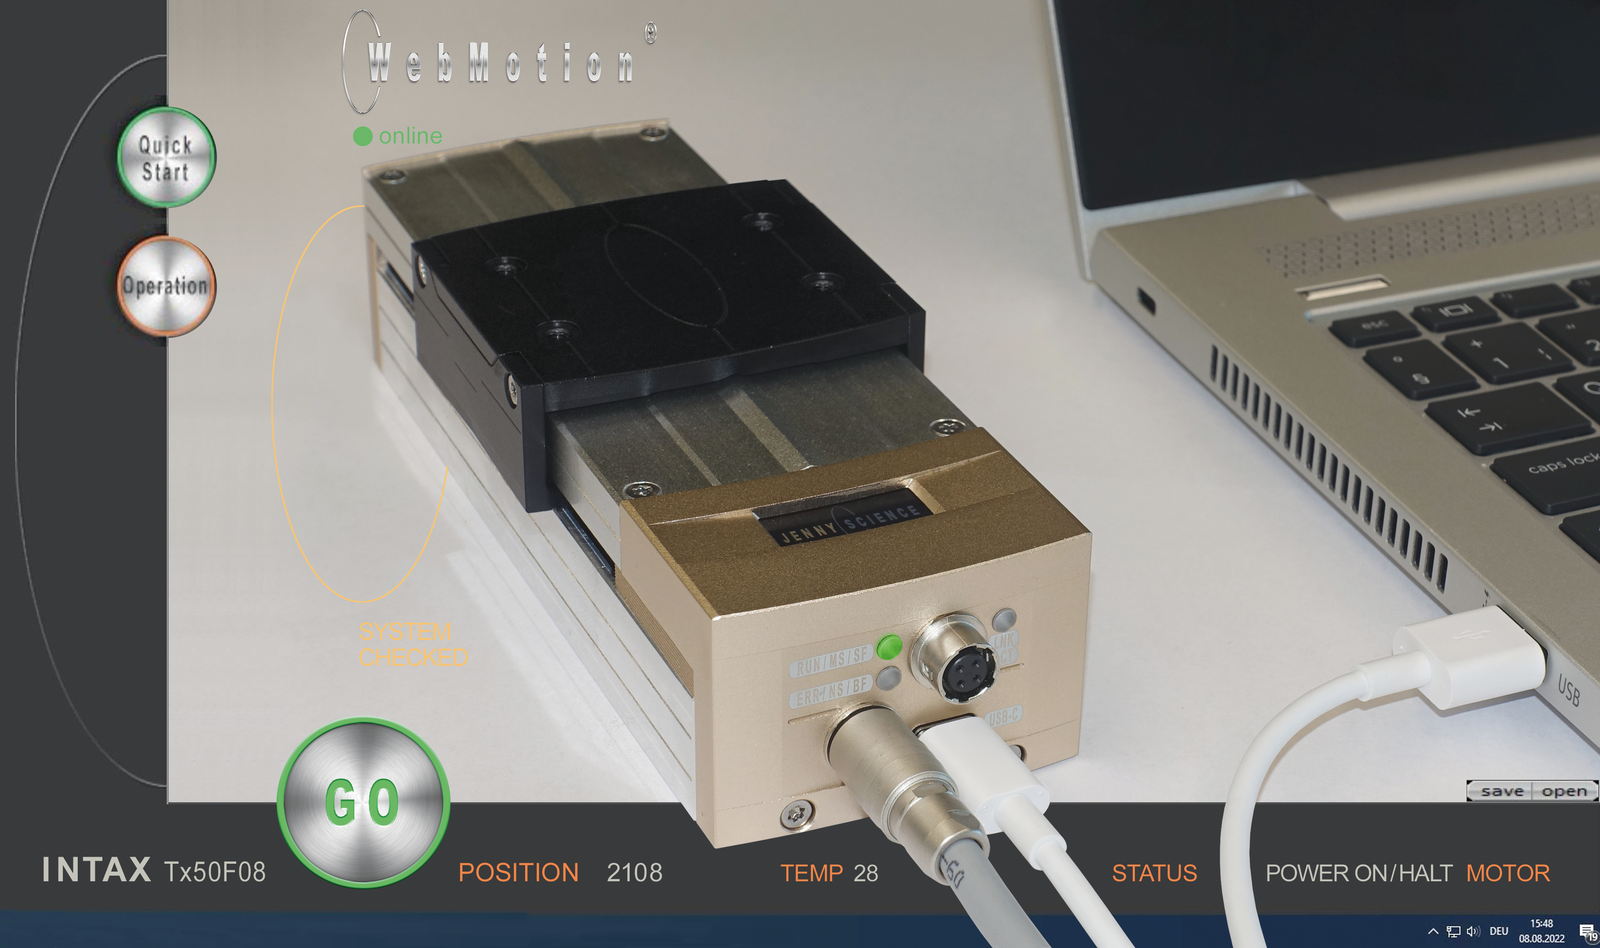 WebMotion®
online
Quick
Start
Operation
SYSTEM
CHECKED
JENNY SCIENCE
RUN/MS/SF
ERR/NS/BF
USB-C
esc
+
1
caps lock
USB
GO
save open
INTAX Tx50F08
POSITION 2108
TEMP 28
STATUS
POWER ON/HALT MOTOR
DEU
15:48
08.08.2022
19